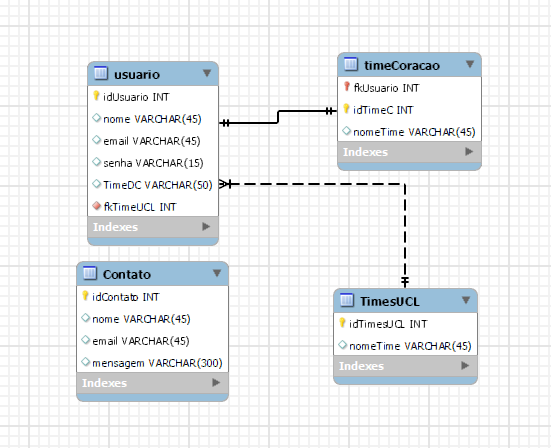 usuario
idUsuario INT
nome VARCHAR(45)
email VARCHAR(45)
senha VARCHAR(15)
TimeDC VARCHAR(50)
fkTimeUCL INT
Indexes
timeCoracao
fkUsuario INT
idTimeC INT
nomeTime VARCHAR(45)
Indexes
Contato
idContato INT
nome VARCHAR(45)
email VARCHAR(45)
mensagem VARCHAR(300)
Indexes
TimesUCL
idTimesUCL INT
nomeTime VARCHAR(45)
Indexes